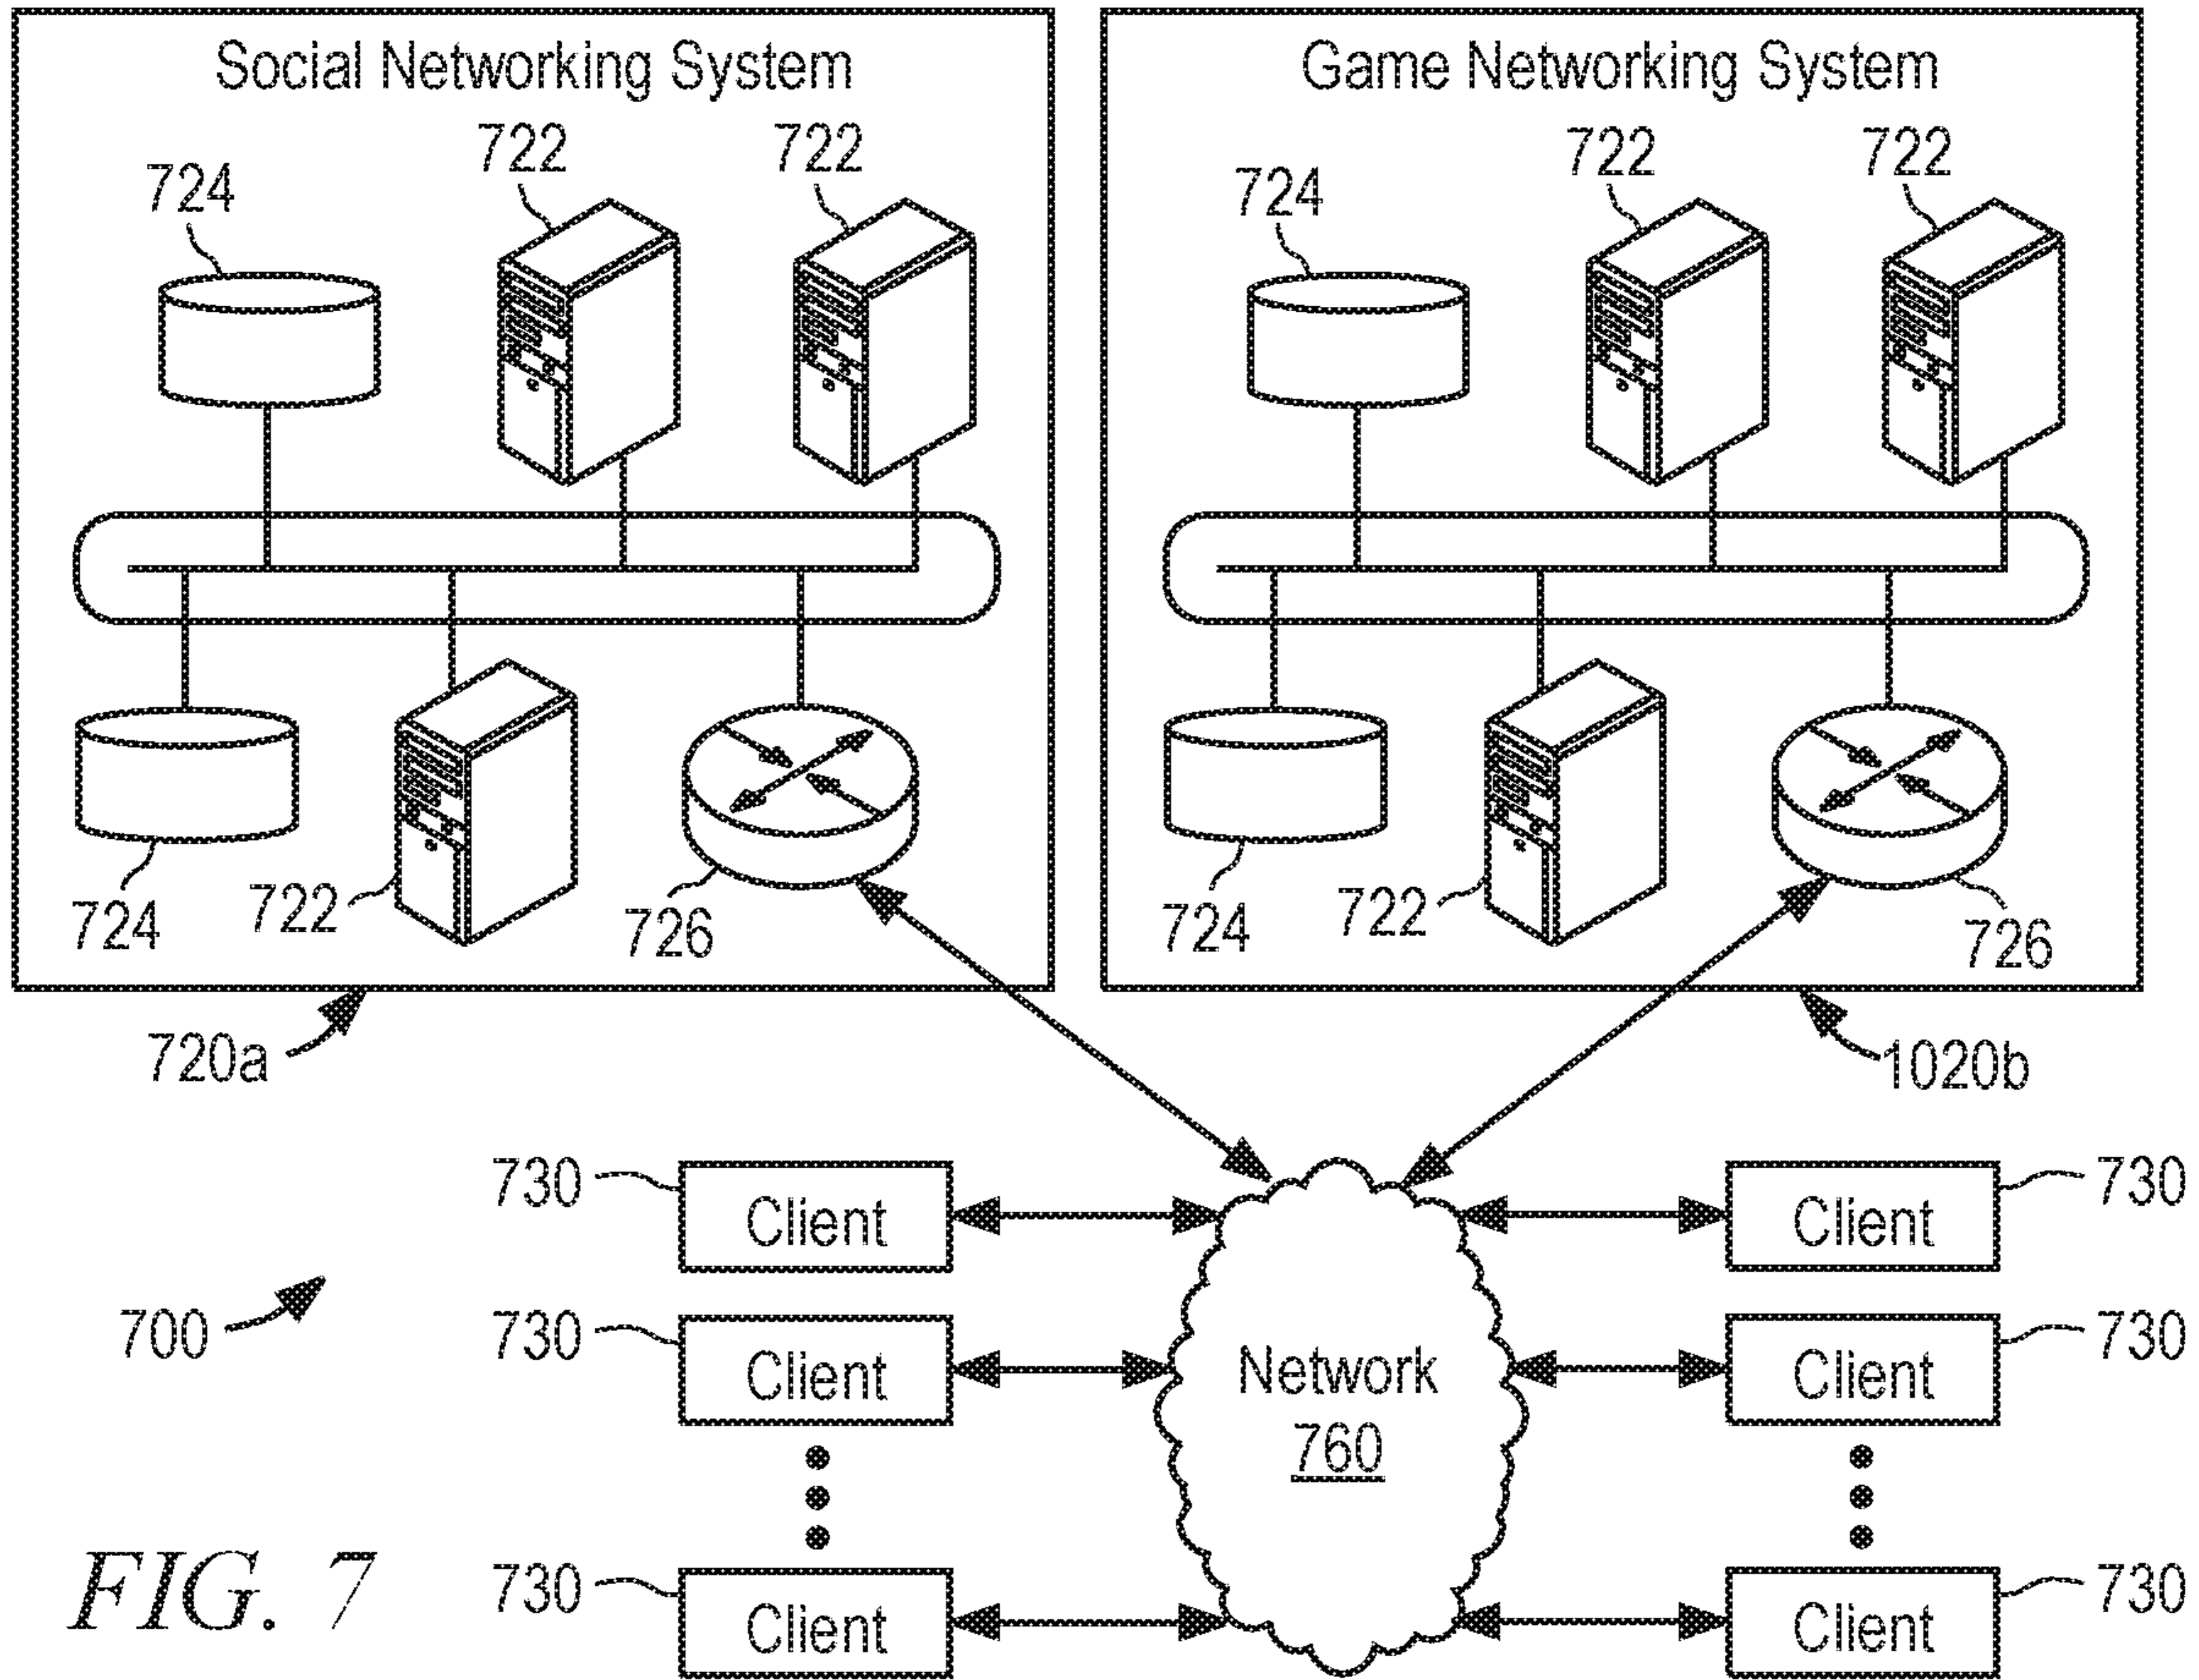 Social Networking System
Game Networking System
722
722
724
722
722
724
724
722
726
724
722
726
720a
1020b
730
Client
Client
730
700
730
Client
Network
760
Client
730
730
Client
Client
730
FIG. 7